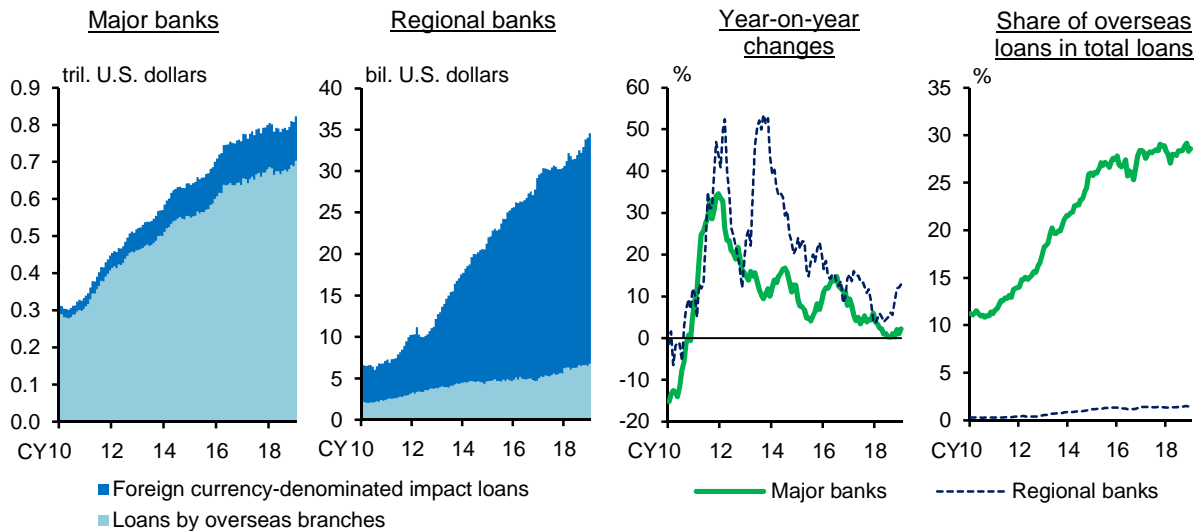 Major banks
tril. U.S. dollars
0.9
0.8
0.7
0.6
0.5
0.4
0.3
0.2
0.1
0.0
CY10 12 14 16 18
Regional banks
bil. U.S. dollars
40
35
30
25
20
15
10
5
0
CY10 12 14 16 18
Foreign currency-denominated impact loans
Loans by overseas branches
Year-on-year
changes
%
60
50
40
30
20
10
0
-10
-20
CY10 12 14 16 18
Share of overseas
loans in total loans
%
35
30
25
20
15
10
5
0
CY10 12 14 16 18
Major banks
Regional banks